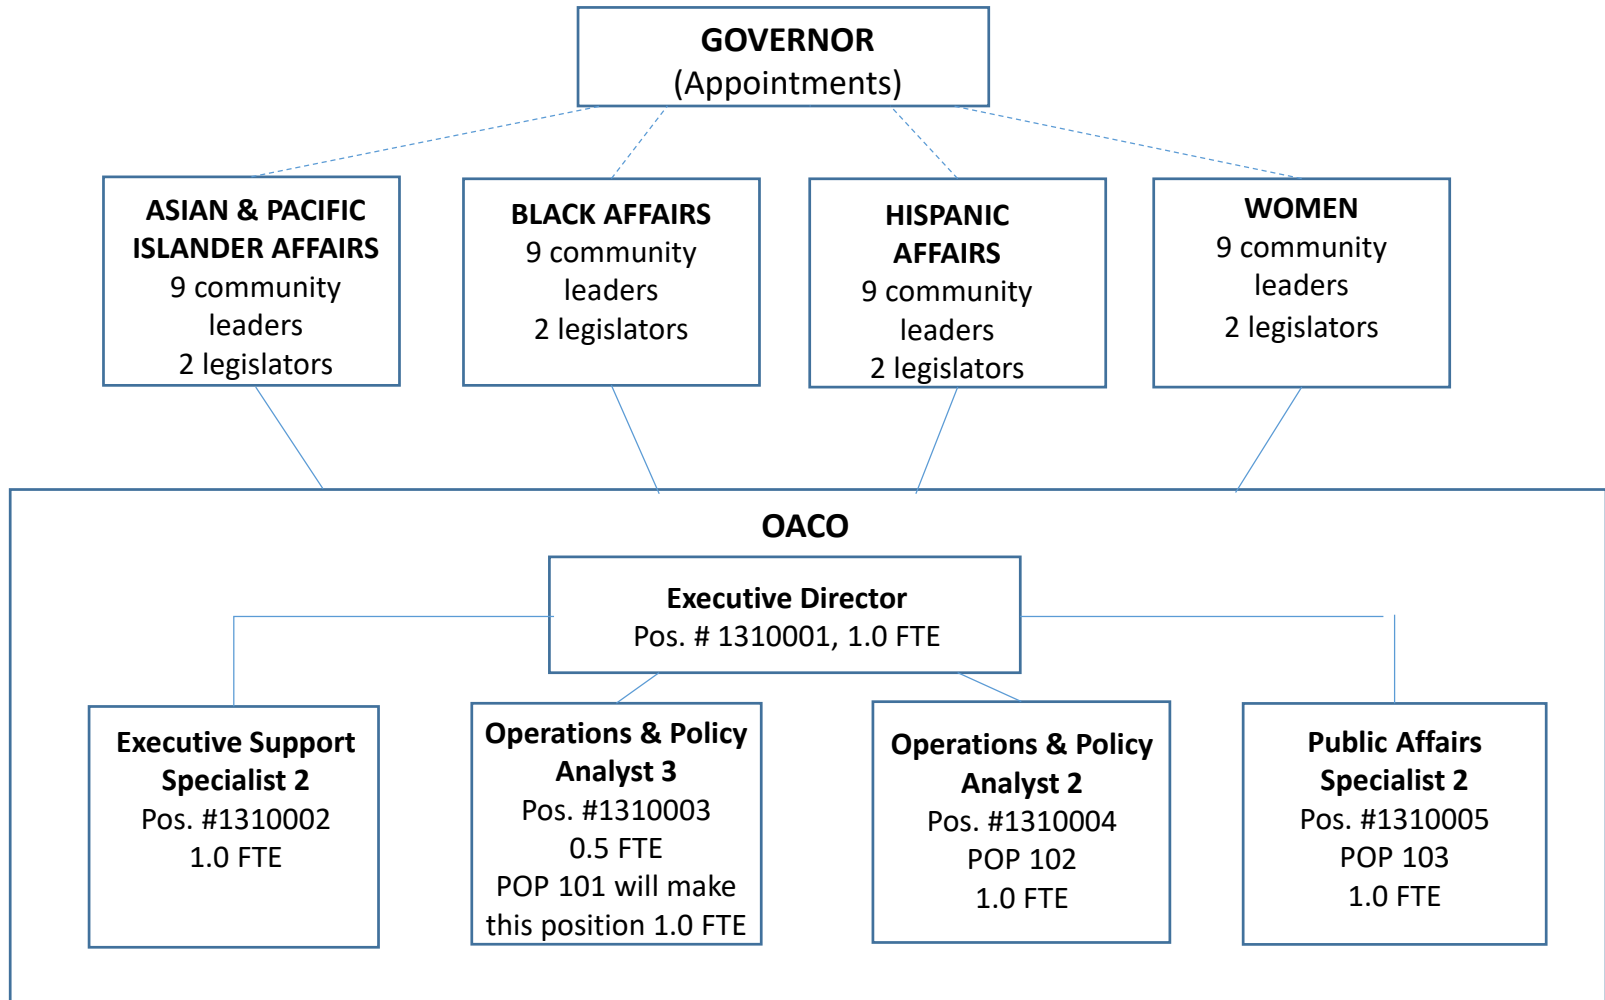 GOVERNOR
(Appointments)
ASIAN & PACIFIC
ISLANDER AFFAIRS
9 community
leaders
2 legislators
BLACK AFFAIRS
9 community
leaders
2 legislators
HISPANIC
AFFAIRS
9 community
leaders
2 legislators
WOMEN
9 community
leaders
2 legislators
OACO
Executive Director
Pos. # 1310001, 1.0 FTE
Executive Support
Specialist 2
Pos. #1310002
1.0 FTE
Operations & Policy
Analyst 3
Pos. #1310003
0.5 FTE
POP 101 will make
this position 1.0 FTE
Operations & Policy
Analyst 2
Pos. #1310004
POP 102
1.0 FTE
Public Affairs
Specialist 2
Pos. #1310005
POP 103
1.0 FTE